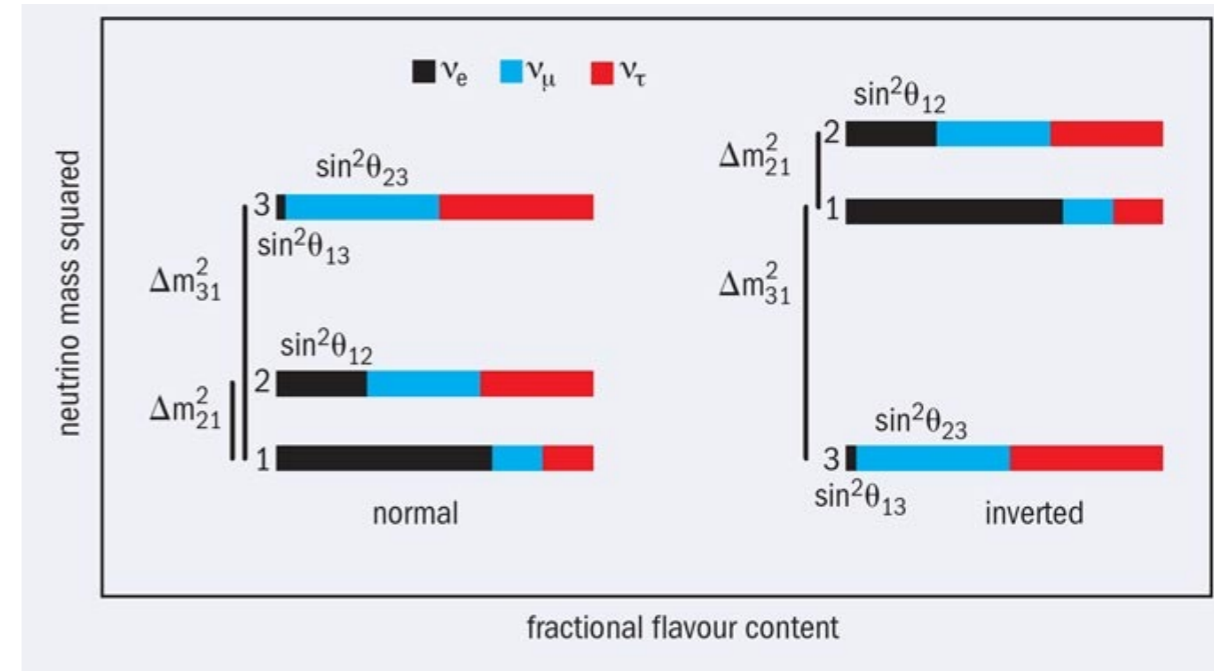 νe νμ ντ
neutrino mass squared
sin²θ23
3
sin²θ13
Δm²31
sin²θ12
2
Δm²21
1
normal
sin²θ12
2
Δm²21
1
Δm²31
sin²θ23
3
sin²θ13
inverted
fractional flavour content